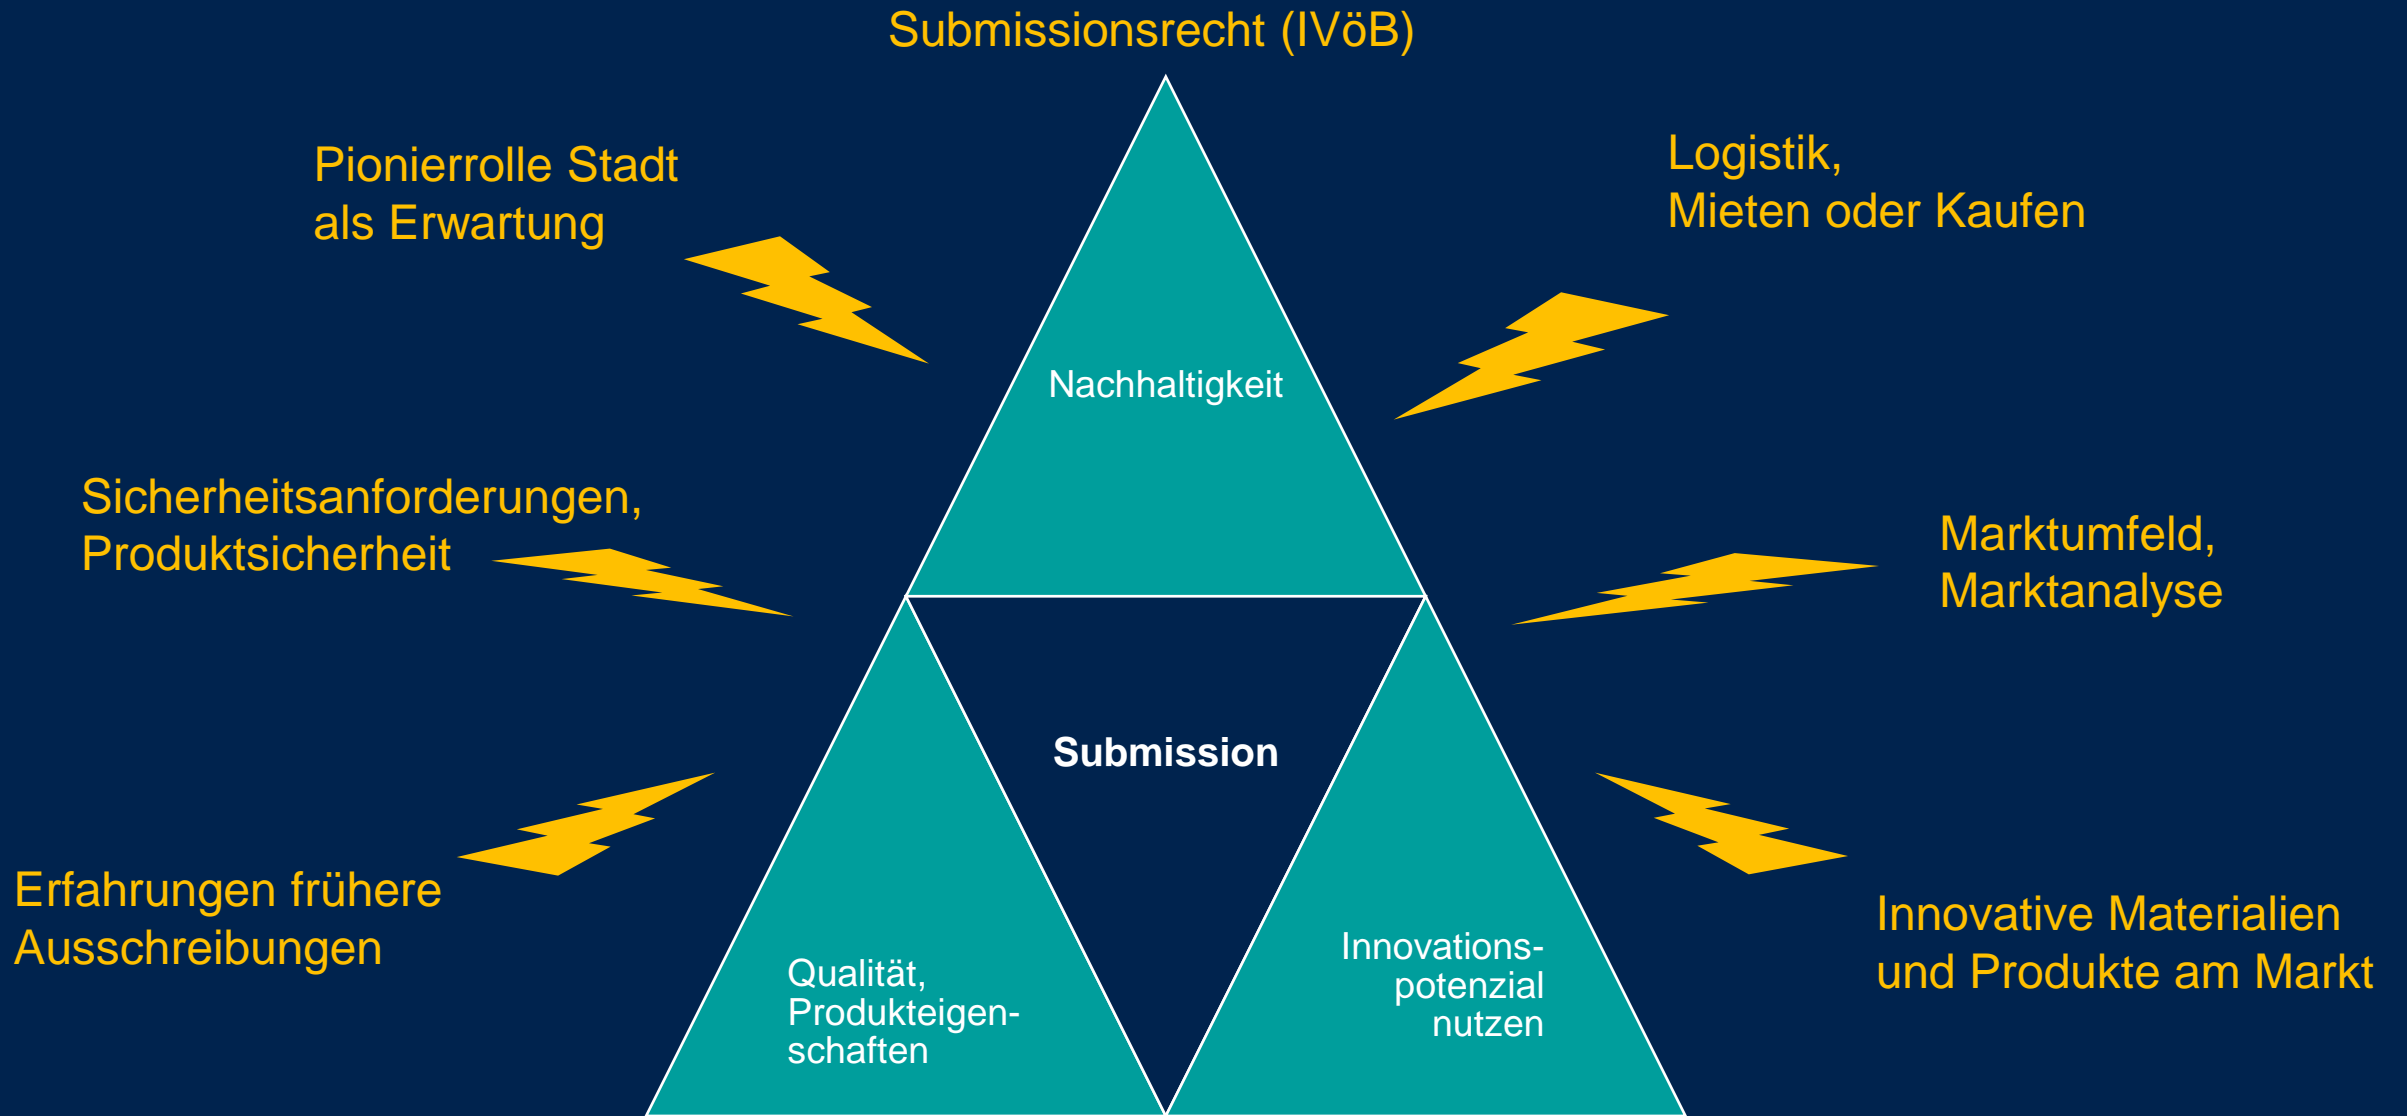 Submissionsrecht (IVöB)
Pionierrolle Stadt
als Erwartung
Logistik,
Mieten oder Kaufen
Nachhaltigkeit
Sicherheitsanforderungen,
Produktsicherheit
Marktumfeld,
Marktanalyse
Submission
Erfahrungen frühere
Ausschreibungen
Qualität,
Produkteigen-
schaften
Innovations-
potenzial
nutzen
Innovative Materialien
und Produkte am Markt